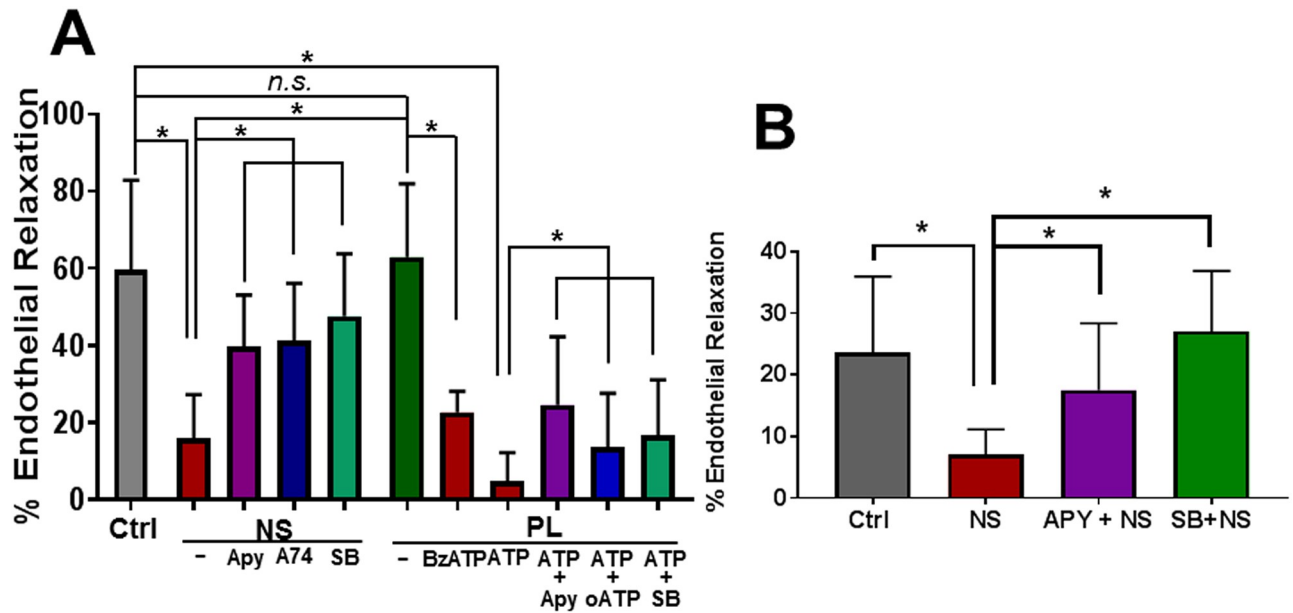 A
*
n.s.
*
* * *
*
% Endothelial Relaxation
100
80
60
40
20
0
Ctrl NS PL
– Apy A74 SB – BzATP ATP ATP ATP ATP
+ + +
Apy oATP SB
B
*
* *
% Endothelial Relaxation
40
30
20
10
0
Ctrl NS APY + NS SB+NS